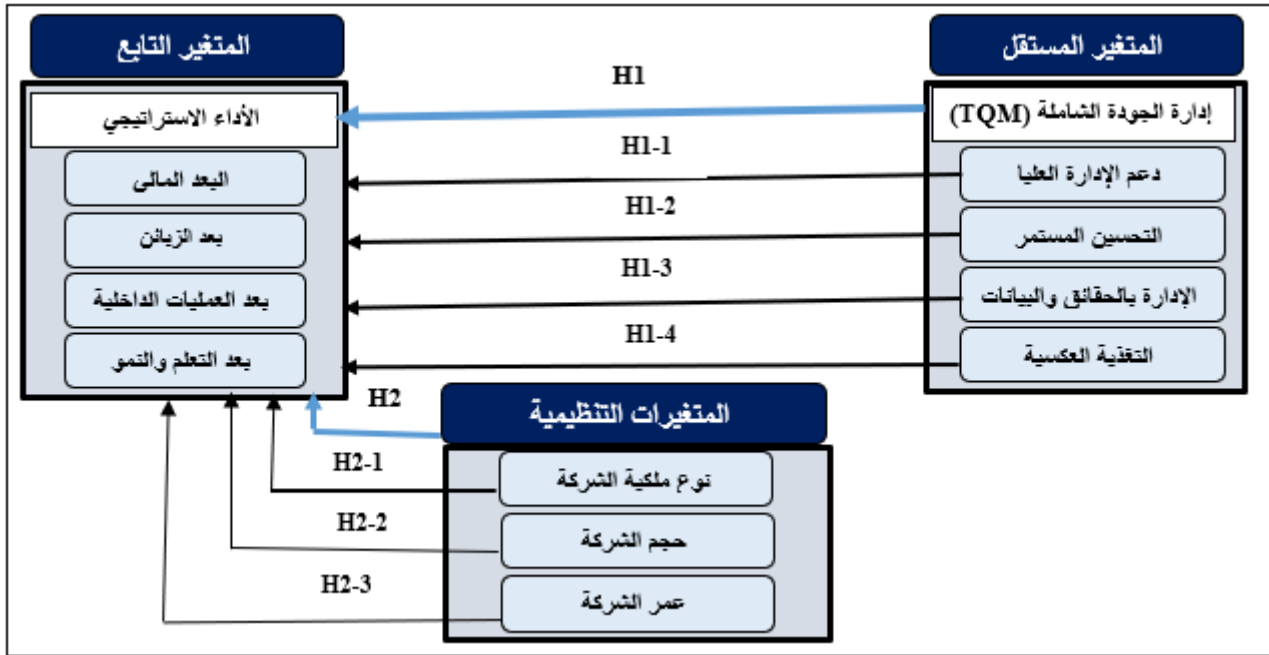 المتغير المستقل
إدارة الجودة الشاملة (TQM)
دعم الإدارة العليا
التحسين المستمر
الإدارة بالحقائق والبيانات
التغذية العكسية
H1
H1-1
H1-2
H1-3
H1-4
المتغير التابع
الأداء الاستراتيجي
البعد المالي
بعد الزبائن
بعد العمليات الداخلية
بعد التعلم والنمو
H2
المتغيرات التنظيمية
H2-1
نوع ملكية الشركة
H2-2
حجم الشركة
H2-3
عمر الشركة